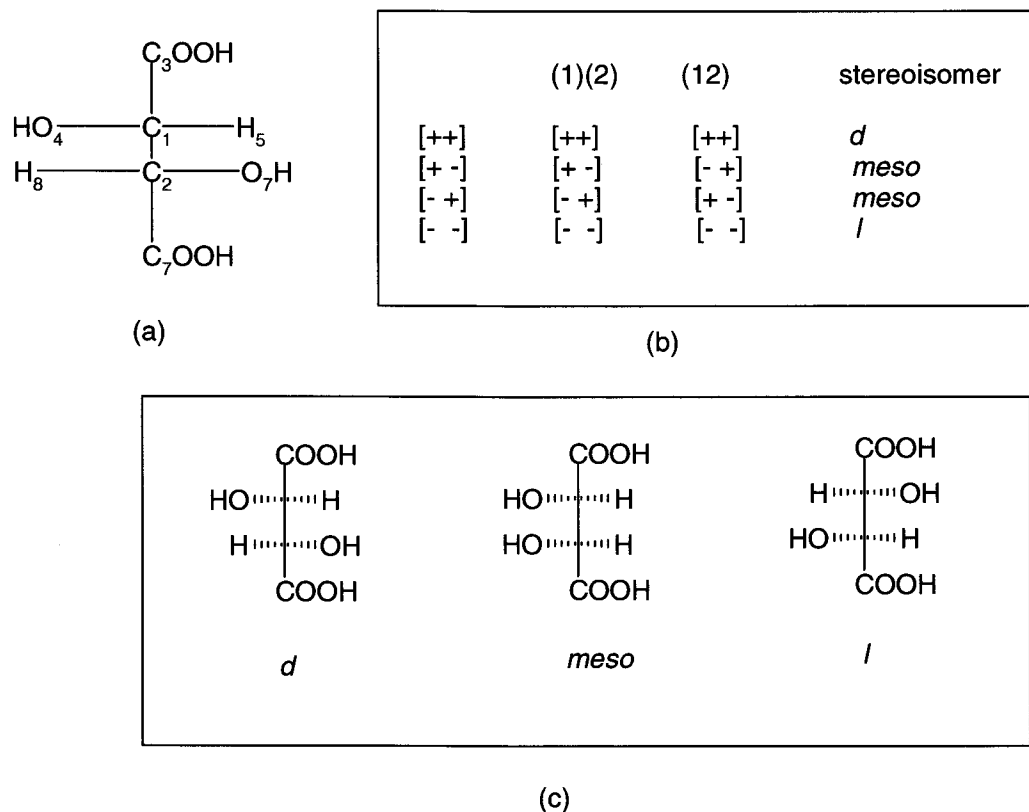 C₃OOH
HO₄ C₁ H₅
H₈ C₂ O₇H
C₇OOH
(a)
(1)(2) (12) stereoisomer
[++] [++] [++] d
[+ -] [+ -] [- +] meso
[- +] [- +] [+ -] meso
[- -] [- -] [- -] l
(b)
COOH COOH COOH
HO H HO H H OH
H OH HO H HO H
COOH COOH COOH
d meso l
(c)